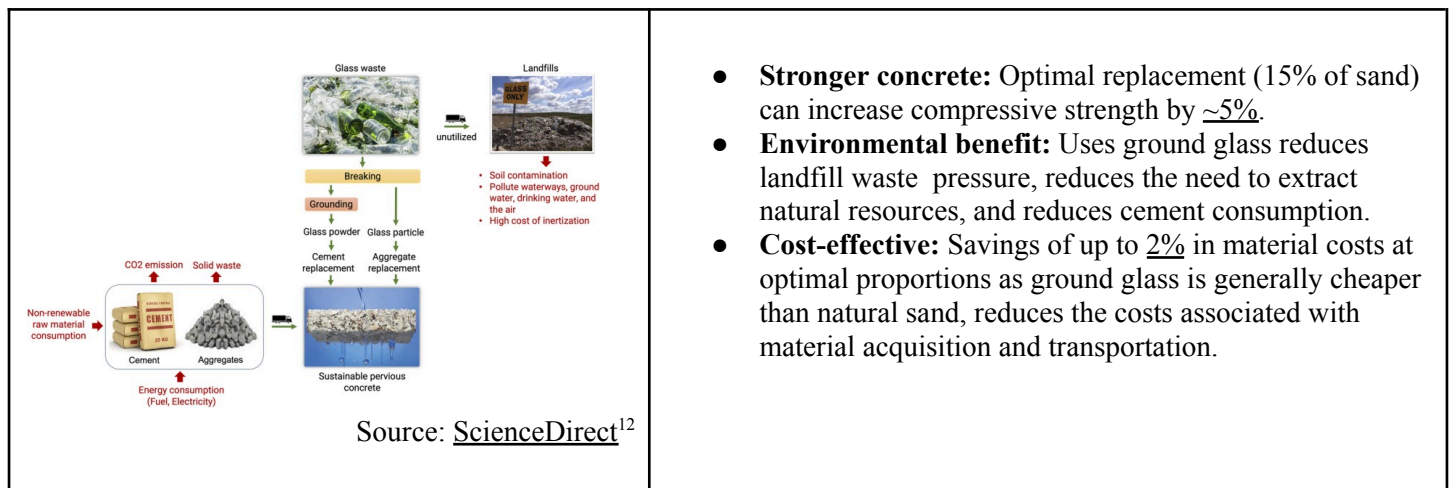 Glass waste
Landfills
GLASS
ONLY
unutilized
Breaking
• Soil contamination
• Pollute waterways, ground
water, drinking water, and
the air
• High cost of inertization
Grounding
Glass powder
Glass particle
Cement
replacement
Aggregate
replacement
CO2 emission
Solid waste
Non-renewable
raw material
consumption
CEMENT
Cement
Aggregates
Sustainable pervious
concrete
Energy consumption
(Fuel, Electricity)
Source: ScienceDirect12
● Stronger concrete: Optimal replacement (15% of sand)
can increase compressive strength by ~5%.
● Environmental benefit: Uses ground glass reduces
landfill waste pressure, reduces the need to extract
natural resources, and reduces cement consumption.
● Cost-effective: Savings of up to 2% in material costs at
optimal proportions as ground glass is generally cheaper
than natural sand, reduces the costs associated with
material acquisition and transportation.